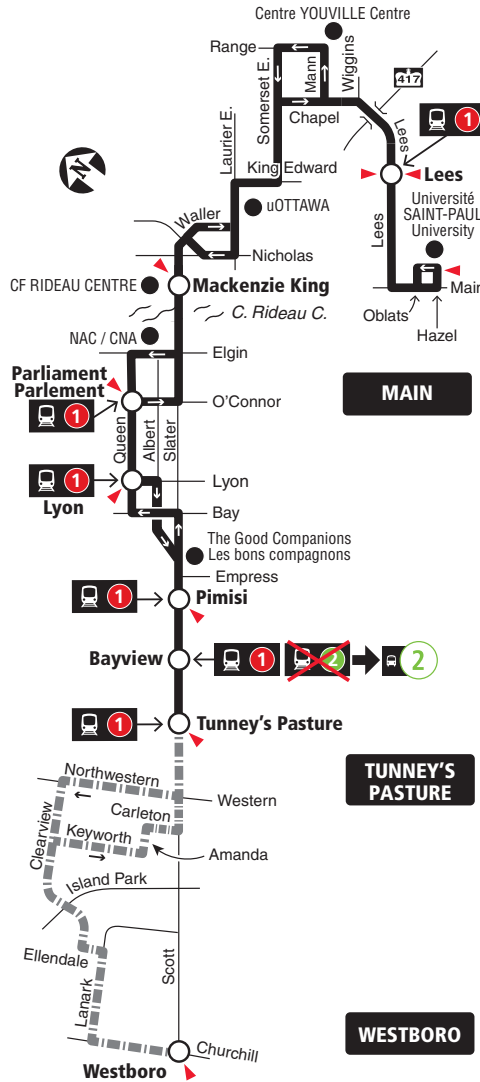 Centre YOUVILLE Centre
Range
Somerset E.
Mann
Wiggins
417
Chapel
Lees
1
Lees
Laurier E.
King Edward
uOTTAWA
Waller
Nicholas
Université
SAINT-PAUL
University
Lees
Main
Oblats
Hazel
N
CF RIDEAU CENTRE
Mackenzie King
C. Rideau C.
NAC / CNA
Elgin
Parliament
Parlement
1
O'Connor
MAIN
Queen
Albert
Slater
1
Lyon
Lyon
Bay
The Good Companions
Les bons compagnons
Empress
1
Pimisi
Bayview
1
2
2
1
Tunney's Pasture
Northwestern
Western
TUNNEY'S
PASTURE
Carleton
Clearview
Keyworth
Amanda
Island Park
Ellendale
Scott
Lanark
Churchill
WESTBORO
Westboro